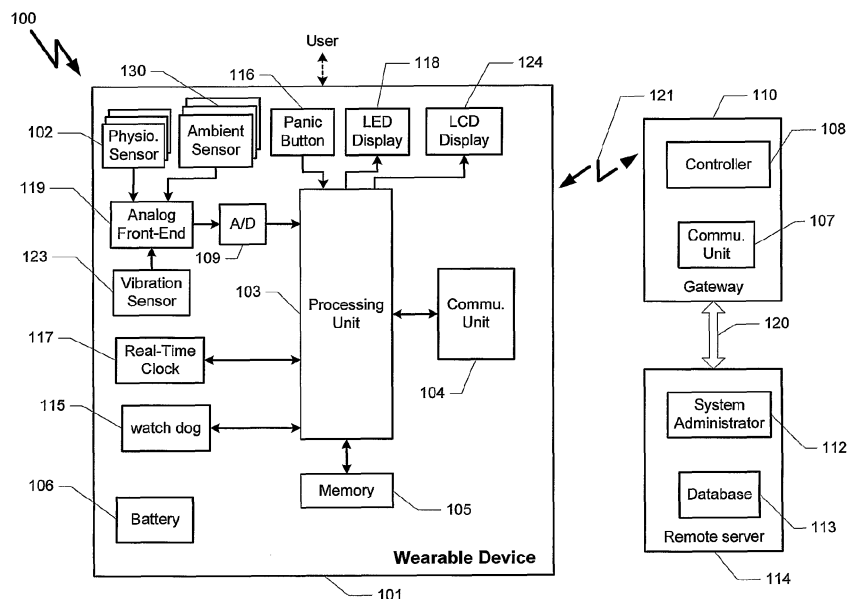 100
User
130
116
118
124
121
110
102
Physio.
Sensor
Ambient
Sensor
Panic
Button
LED
Display
LCD
Display
Controller
108
119
Analog
Front-End
A/D
109
Commu.
Unit
107
Gateway
123
Vibration
Sensor
103
Processing
Unit
Commu.
Unit
104
120
117
Real-Time
Clock
115
watch dog
System
Administrator
112
106
Battery
Memory
105
Database
113
Remote server
Wearable Device
101
114